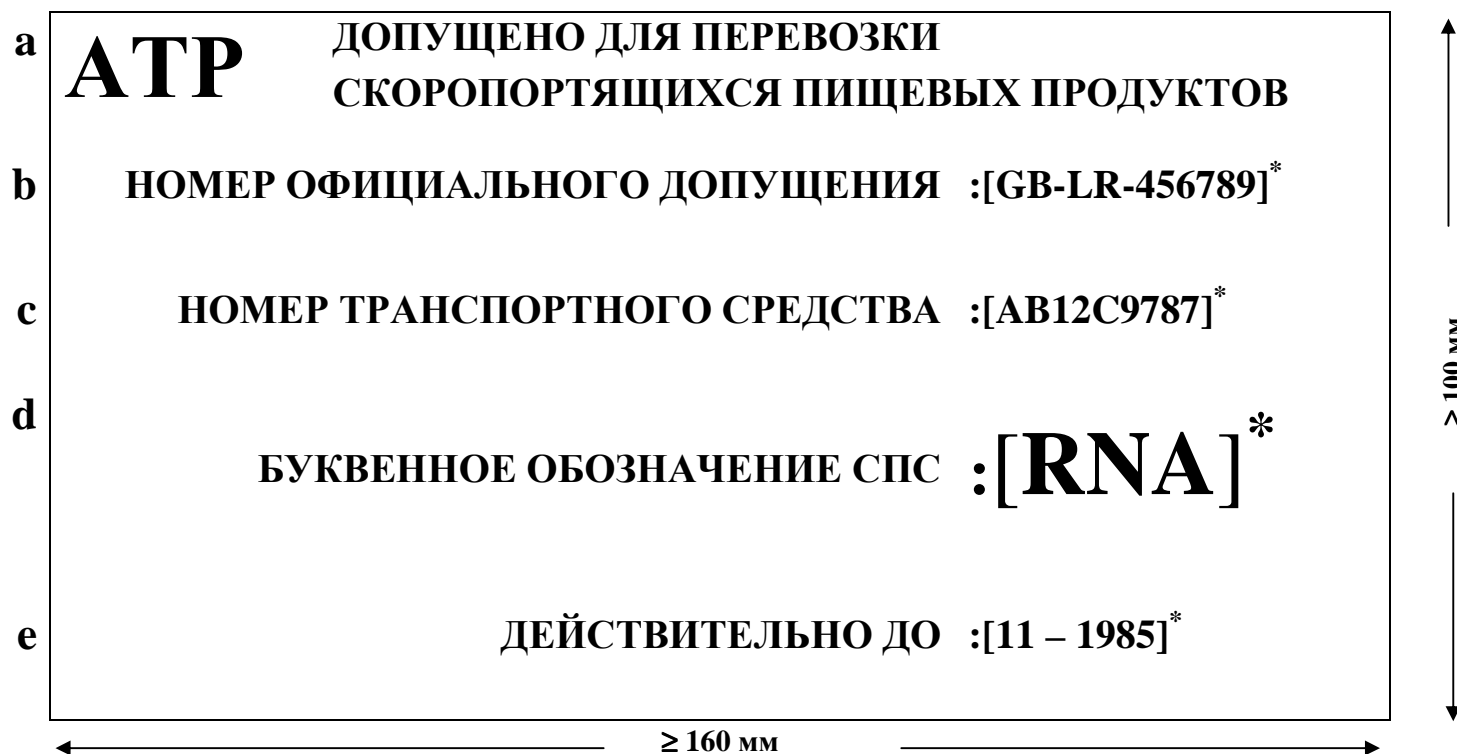 a ATP ДОПУЩЕНО ДЛЯ ПЕРЕВОЗКИ
СКОРОПОРТЯЩИХСЯ ПИЩЕВЫХ ПРОДУКТОВ
b НОМЕР ОФИЦИАЛЬНОГО ДОПУЩЕНИЯ :[GB-LR-456789]*
c НОМЕР ТРАНСПОРТНОГО СРЕДСТВА :[AB12C9787]*
d
БУКВЕННОЕ ОБОЗНАЧЕНИЕ СПС :[RNA]*
e ДЕЙСТВИТЕЛЬНО ДО :[11 – 1985]*
≥ 160 мм
≥ 100 мм